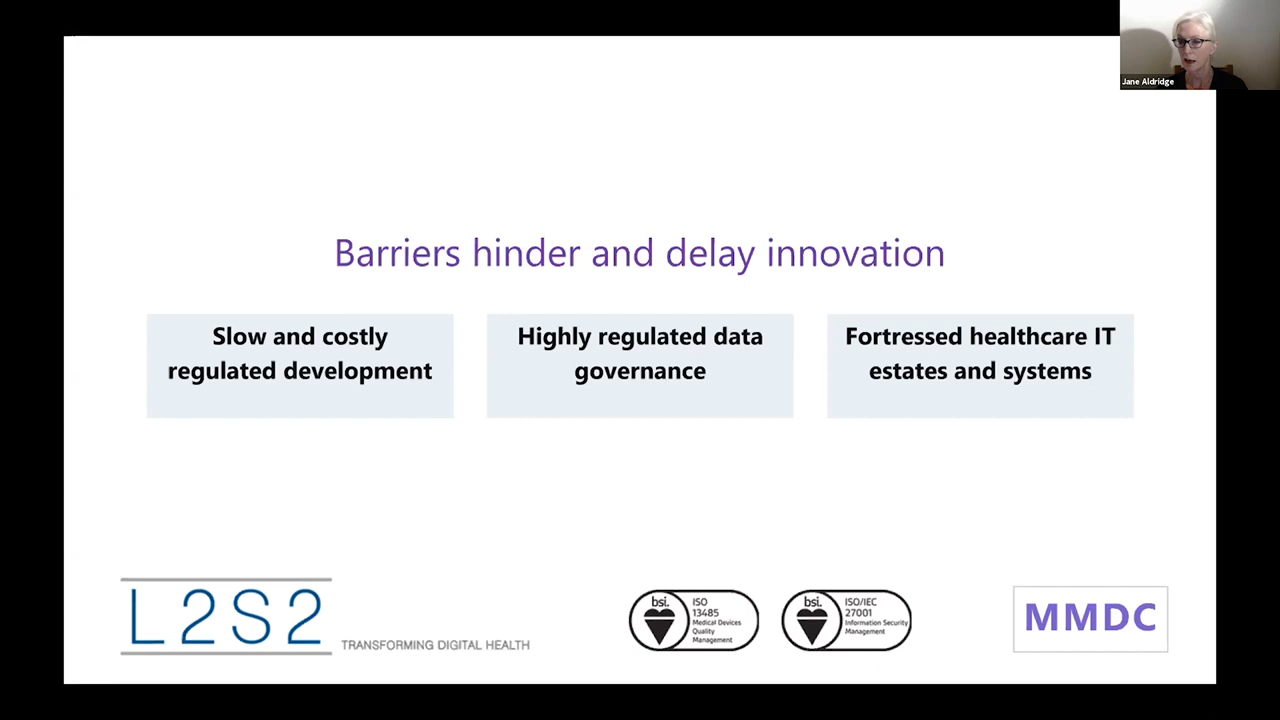 Jane Aldridge
Barriers hinder and delay innovation
Slow and costly
regulated development
Highly regulated data
governance
Fortressed healthcare IT
estates and systems
L2S2
TRANSFORMING DIGITAL HEALTH
bsi.
ISO
13485
Medical Devices
Quality
Management
bsi.
ISO/IEC
27001
Information Security
Management
MMDC